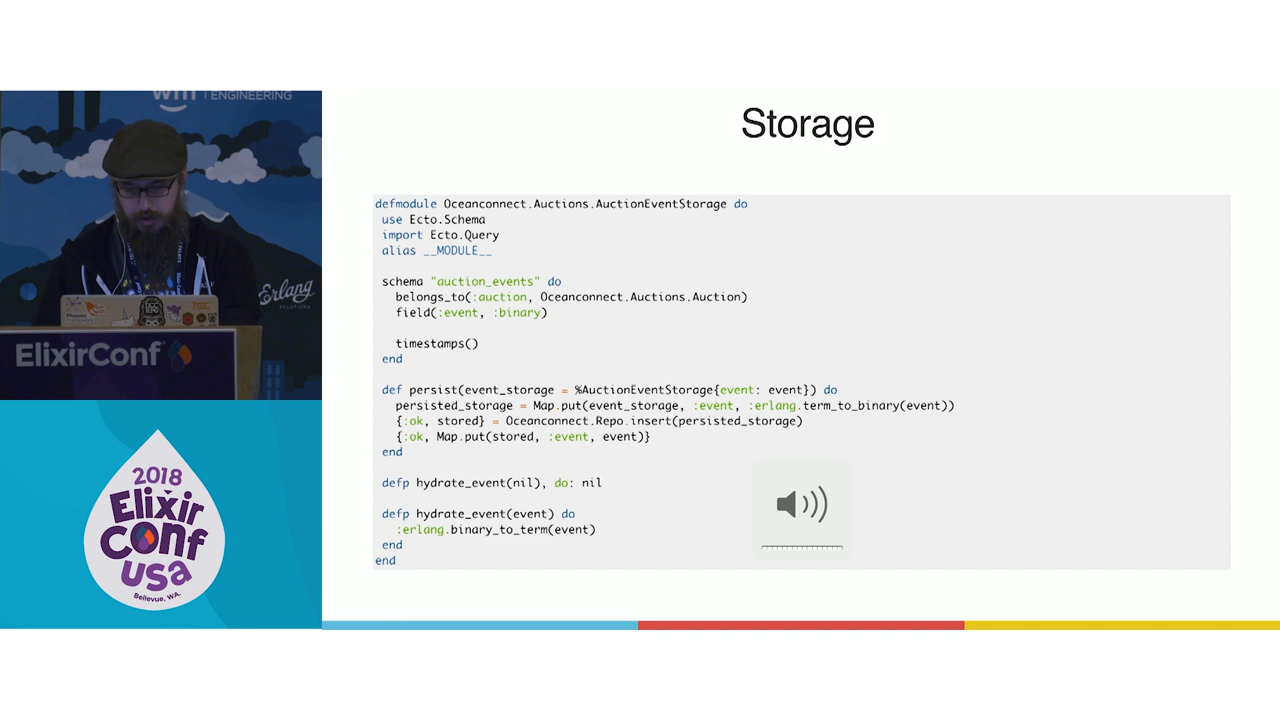 ENGINEERING
Erlang
SOLUTIONS
ElixirConf
2018
Elixir
Conf
USA
Bellevue, WA.
Storage
defmodule Oceanconnect.Auctions.AuctionEventStorage do
use Ecto.Schema
import Ecto.Query
alias __MODULE__
schema "auction_events" do
belongs_to(:auction, Oceanconnect.Auctions.Auction)
field(:event, :binary)
timestamps()
end
def persist(event_storage = %AuctionEventStorage{event: event}) do
persisted_storage = Map.put(event_storage, :event, :erlang.term_to_binary(event))
{:ok, stored} = Oceanconnect.Repo.insert(persisted_storage)
{:ok, Map.put(stored, :event, event)}
end
defp hydrate_event(nil), do: nil
defp hydrate_event(event) do
:erlang.binary_to_term(event)
end
end